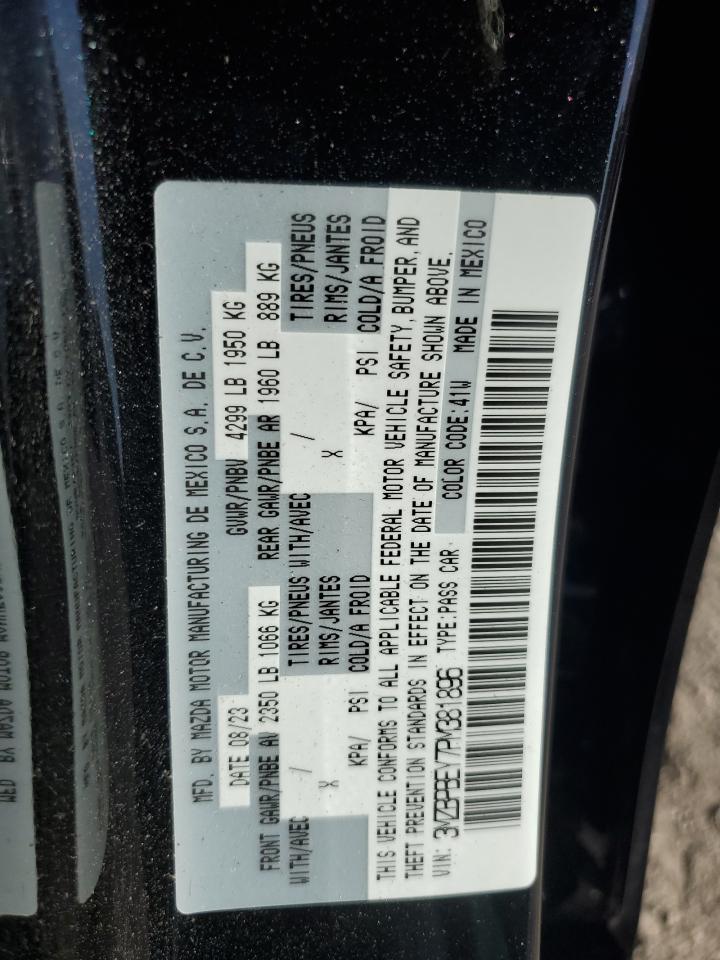 MFD. BY MAZDA MOTOR MANUFACTURING DE MEXICO S.A. DE C.V.
DATE 08/23 GVWR/PNBV 4299 LB 1950 KG
FRONT GAWR/PNBE AV 2350 LB 1066 KG REAR GAWR/PNBE AR 1960 LB 889 KG
WITH/AVEC / TIRES/PNEUS WITH/AVEC / TIRES/PNEUS
X RIMS/JANTES X RIMS/JANTES
KPA/ PSI COLD/A FROID KPA/ PSI COLD/A FROID
THIS VEHICLE CONFORMS TO ALL APPLICABLE FEDERAL MOTOR VEHICLE SAFETY, BUMPER, AND
THEFT PREVENTION STANDARDS IN EFFECT ON THE DATE OF MANUFACTURE SHOWN ABOVE.
VIN: 3MZBPBEY7PM381896 TYPE:PASS CAR COLOR CODE:41W MADE IN MEXICO